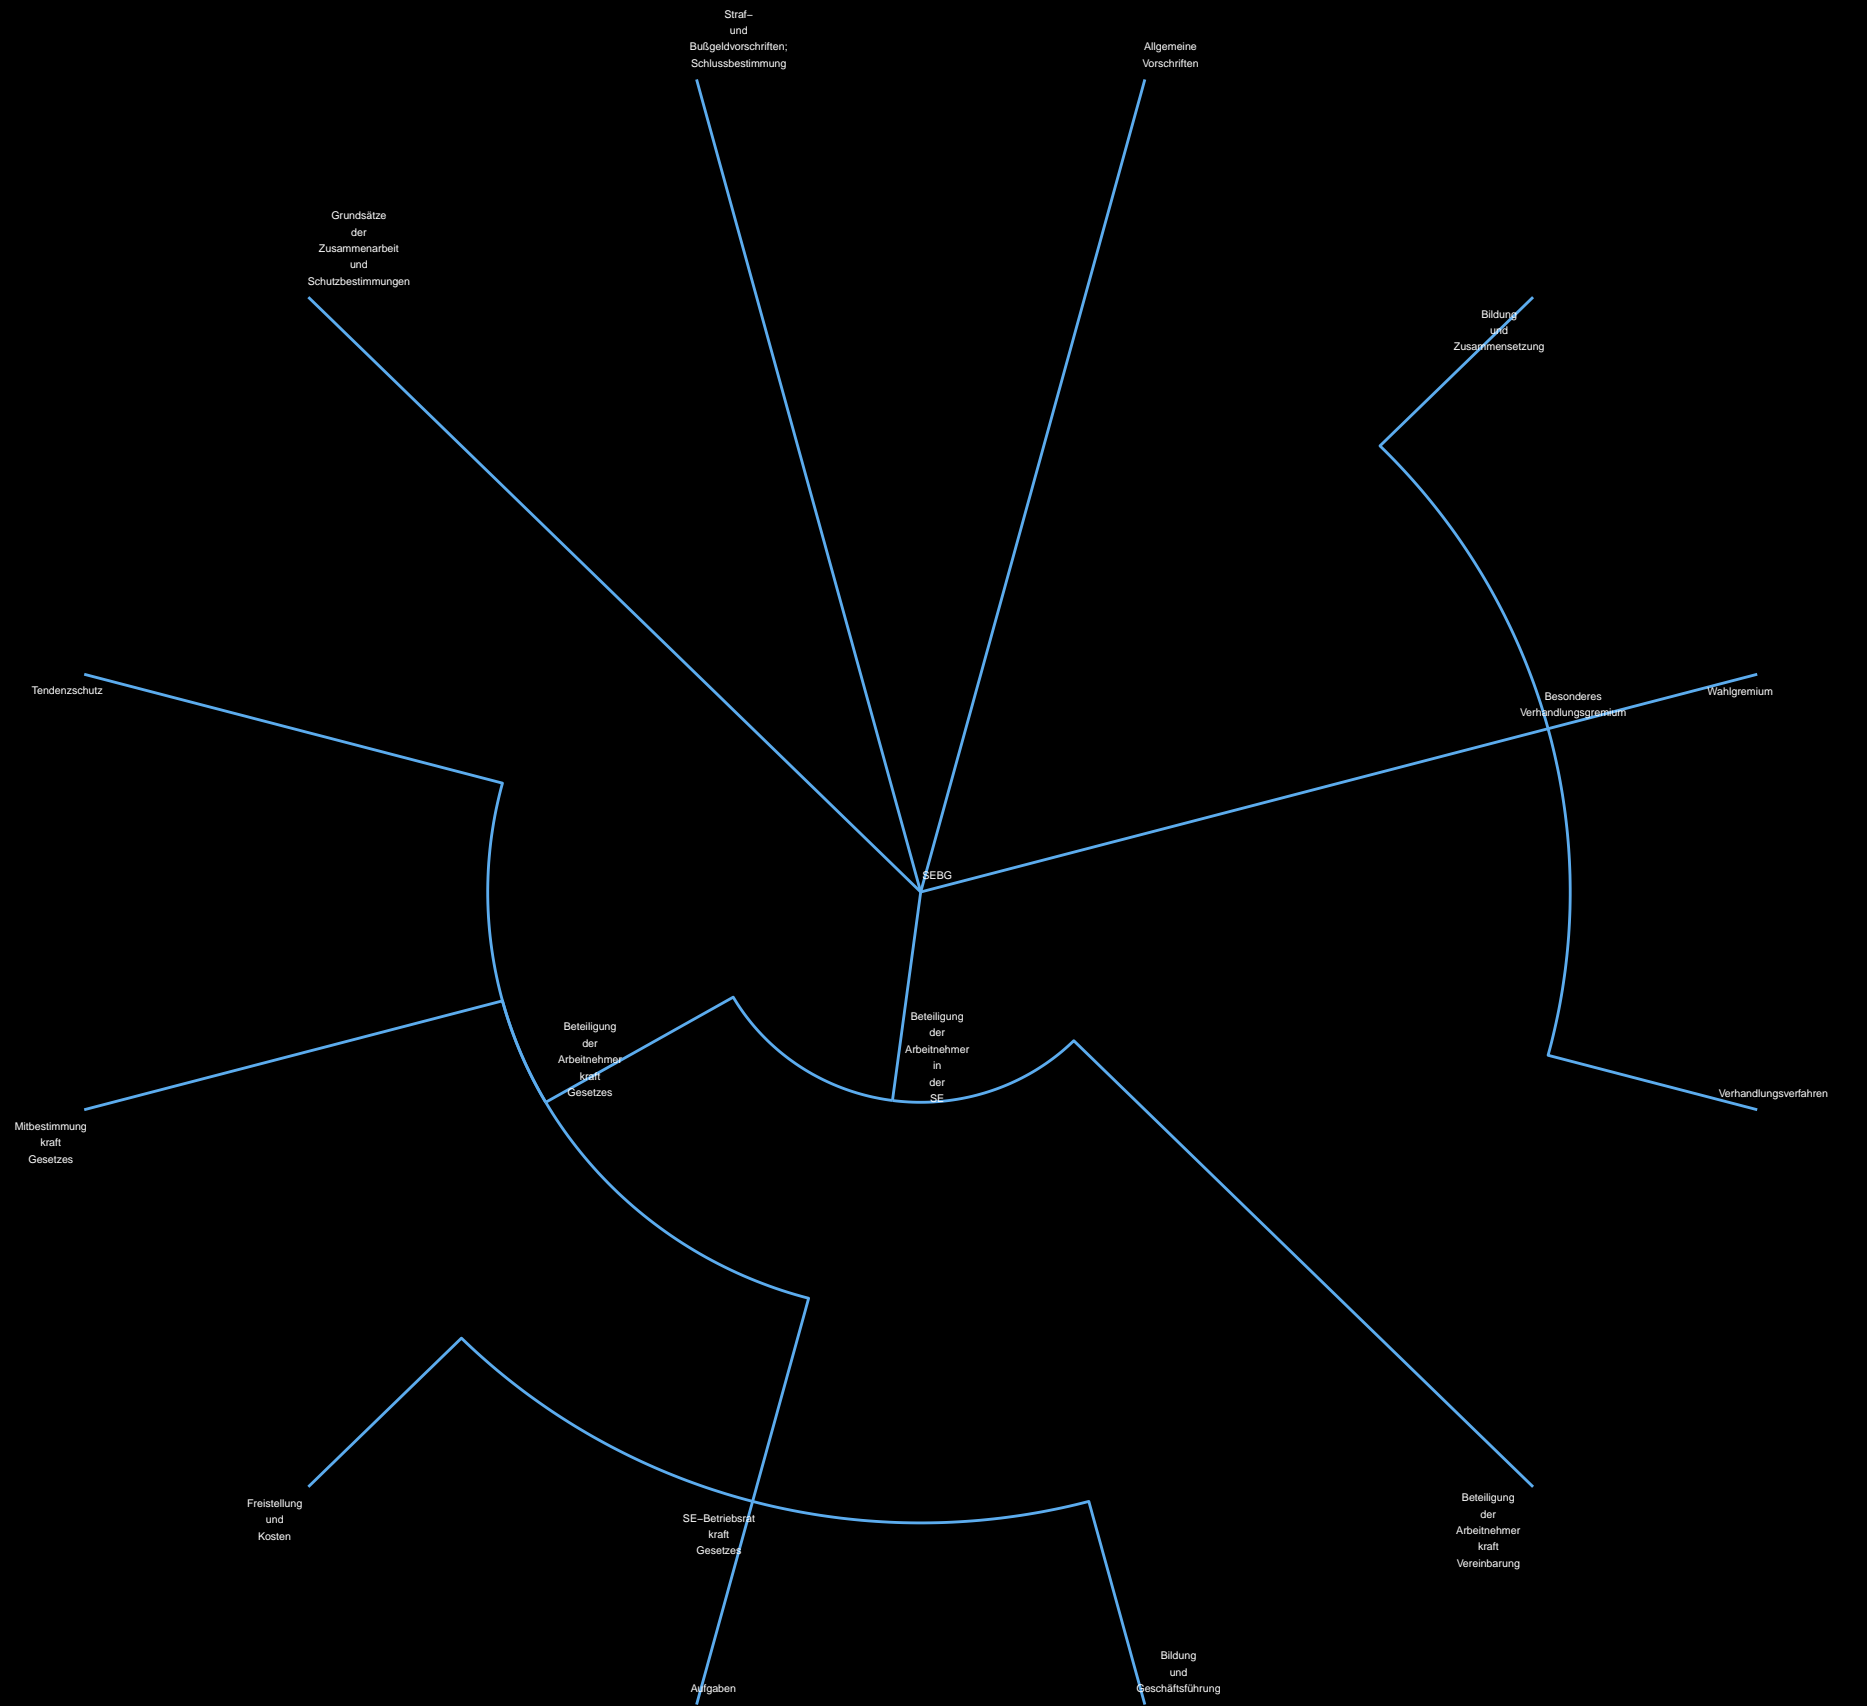 Straf–
und
Bußgeldvorschriften;
Schlussbestimmung
Allgemeine
Vorschriften
Grundsätze
der
Zusammenarbeit
und
Schutzbestimmungen
Bildung
und
Zusammensetzung
Tendenzschutz
Besonderes
Verhandlungsgremium
Wahlgremium
SEBG
Beteiligung
der
Arbeitnehmer
in
der
SE
Beteiligung
der
Arbeitnehmer
kraft
Gesetzes
Verhandlungsverfahren
Mitbestimmung
kraft
Gesetzes
Freistellung
und
Kosten
SE–Betriebsrat
kraft
Gesetzes
Beteiligung
der
Arbeitnehmer
kraft
Vereinbarung
Aufgaben
Bildung
und
Geschäftsführung